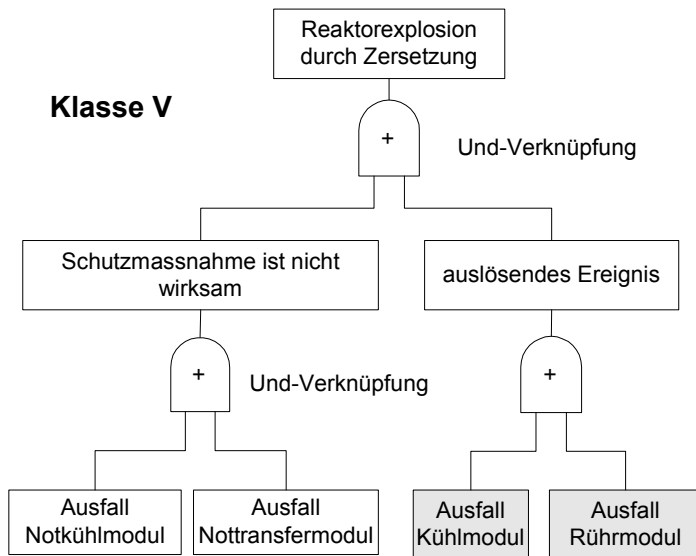 Reaktorexplosion
durch Zersetzung
Klasse V
+
Und-Verknüpfung
Schutzmassnahme ist nicht
wirksam
auslösendes Ereignis
+
Und-Verknüpfung
+
Ausfall
Notkühlmodul
Ausfall
Nottransfermodul
Ausfall
Kühlmodul
Ausfall
Rührmodul